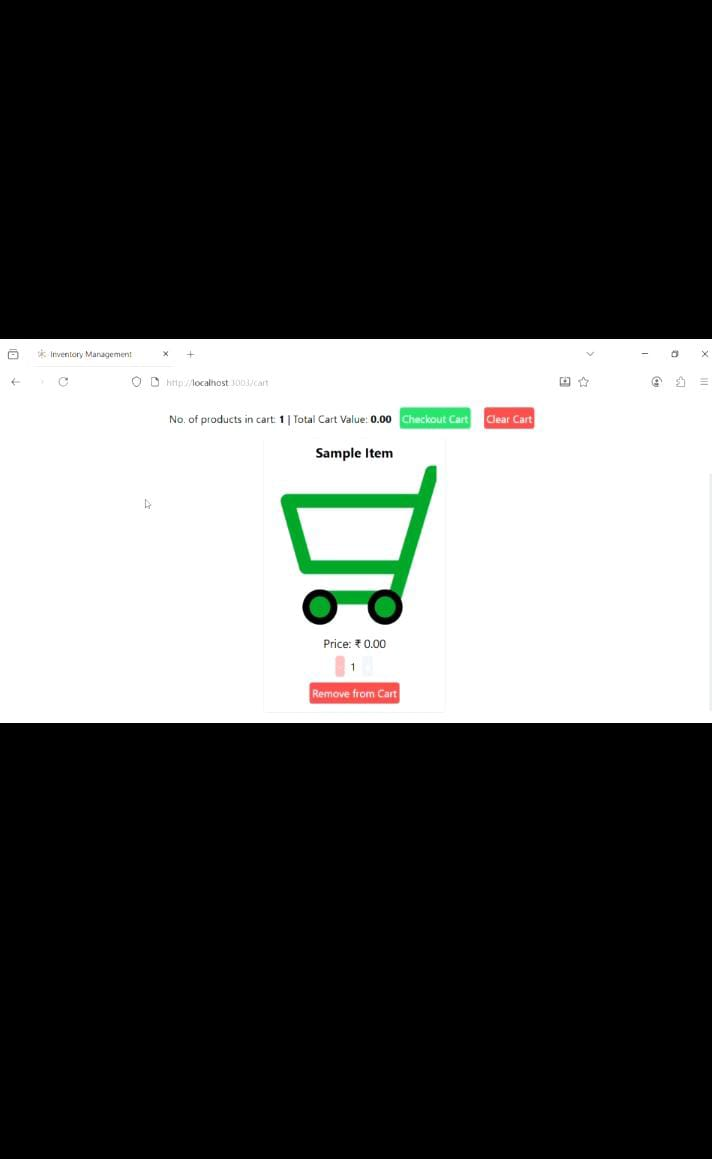 Inventory Management
http://localhost:3003/cart
No. of products in cart: 1 | Total Cart Value: 0.00 Checkout Cart Clear Cart
Sample Item
Price: ₹ 0.00
1
Remove from Cart